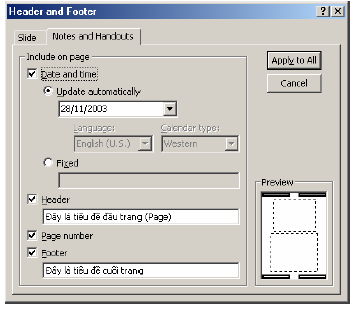 Header and Footer
Slide
Notes and Handouts
Include on page
Date and time
Update automatically
28/11/2003
Language:
Calendar type:
English (U.S.)
Western
Fixed
Header
Đây là tiêu đề đầu trang (Page)
Page number
Footer
Đây là tiêu đề cuối trang
Apply to All
Cancel
Preview